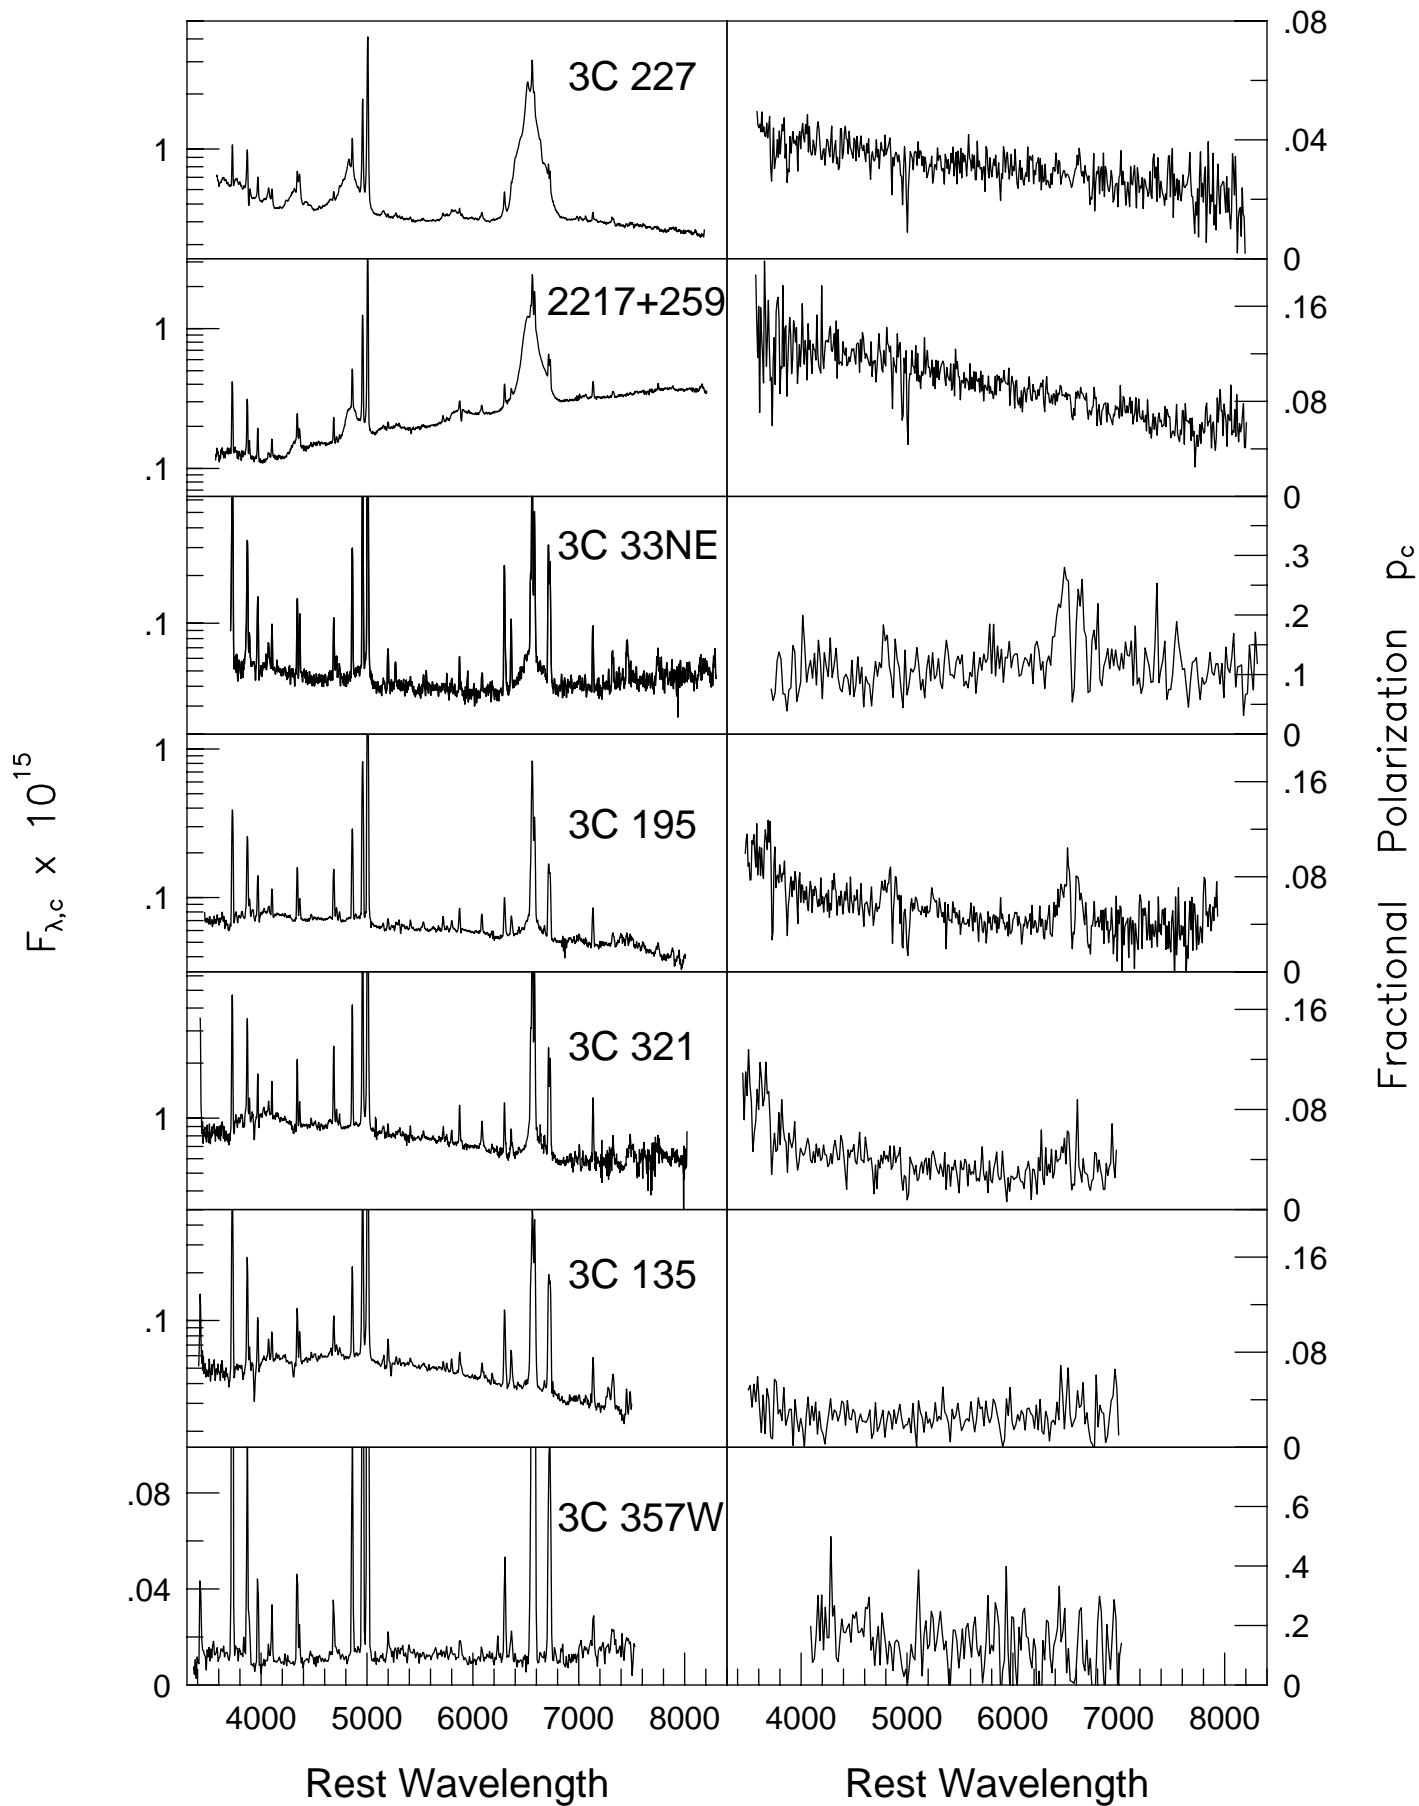 3C 227
1
.08
.04
0
2217+259
1
.1
.16
.08
0
3C 33NE
.1
.3
.2
.1
0
3C 195
1
.1
.16
.08
0
3C 321
1
.16
.08
0
3C 135
.1
.16
.08
0
3C 357W
.08
.04
0
.6
.4
.2
0
4000 5000 6000 7000 8000
4000 5000 6000 7000 8000
Rest Wavelength
Rest Wavelength
Fλ,c x 10^15
Fractional Polarization pc